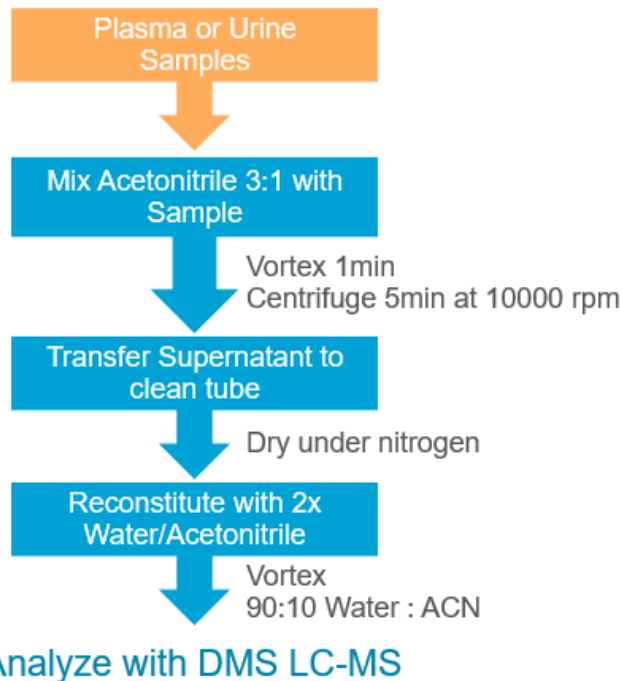 Plasma or Urine
Samples
Mix Acetonitrile 3:1 with
Sample
Vortex 1min
Centrifuge 5min at 10000 rpm
Transfer Supernatant to
clean tube
Dry under nitrogen
Reconstitute with 2x
Water/Acetonitrile
Vortex
90:10 Water : ACN
Analyze with DMS LC-MS